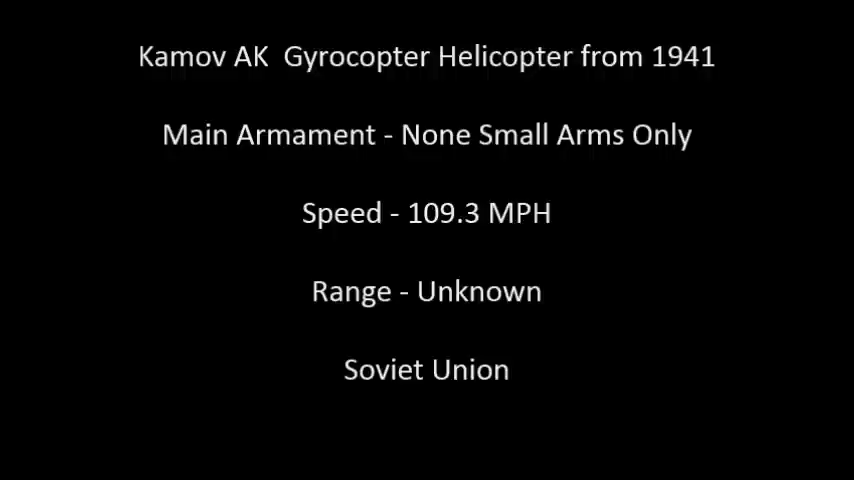 Kamov AK  Gyrocopter Helicopter from 1941
Main Armament - None Small Arms Only
Speed - 109.3 MPH
Range - Unknown
Soviet Union